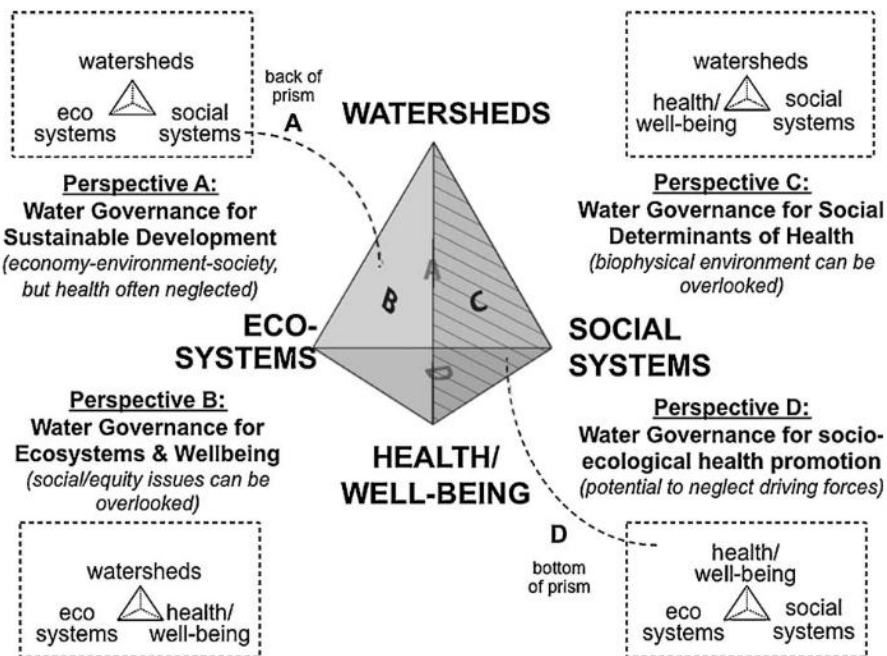 watersheds
eco
systems
social
systems
back of
prism
A
WATERSHEDS
watersheds
health/
well-being
social
systems
Perspective A:
Water Governance for
Sustainable Development
(economy-environment-society,
but health often neglected)
Perspective C:
Water Governance for Social
Determinants of Health
(biophysical environment can be
overlooked)
A
B
C
D
ECO-
SYSTEMS
SOCIAL
SYSTEMS
HEALTH/
WELL-BEING
Perspective B:
Water Governance for
Ecosystems & Wellbeing
(social/equity issues can be
overlooked)
Perspective D:
Water Governance for socio-
ecological health promotion
(potential to neglect driving forces)
watersheds
eco
systems
health/
well-being
D
bottom
of prism
health/
well-being
eco
systems
social
systems